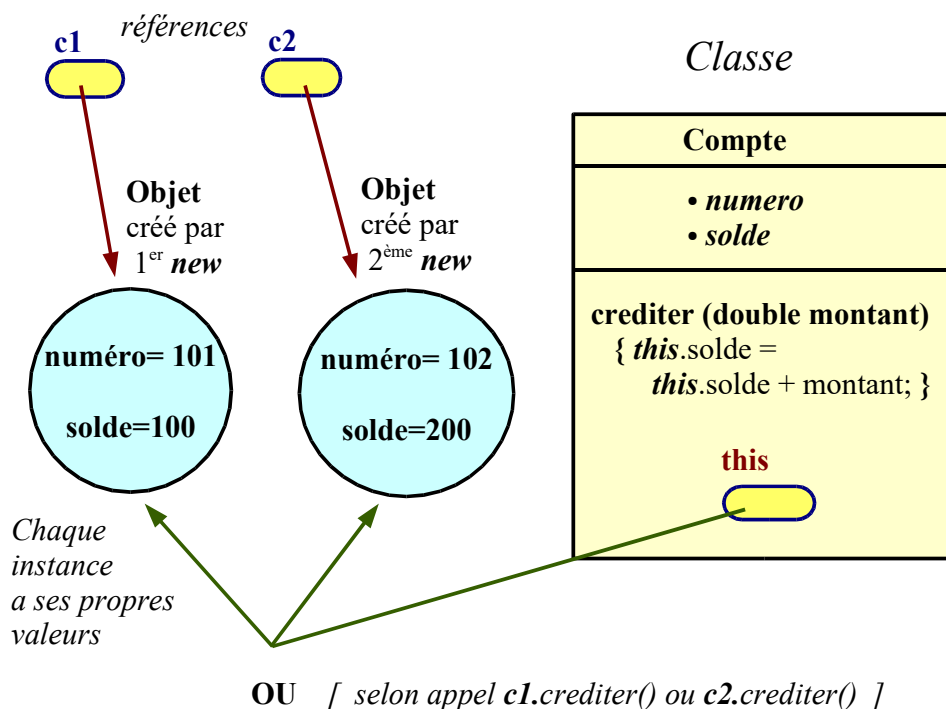 références
c1
c2
Objet
créé par
1er new
Objet
créé par
2ème new
numéro= 101
solde=100
numéro= 102
solde=200
Chaque
instance
a ses propres
valeurs
Classe
Compte
• numero
• solde
crediter (double montant)
{ this.solde =
this.solde + montant; }
this
OU [ selon appel c1.crediter() ou c2.crediter() ]